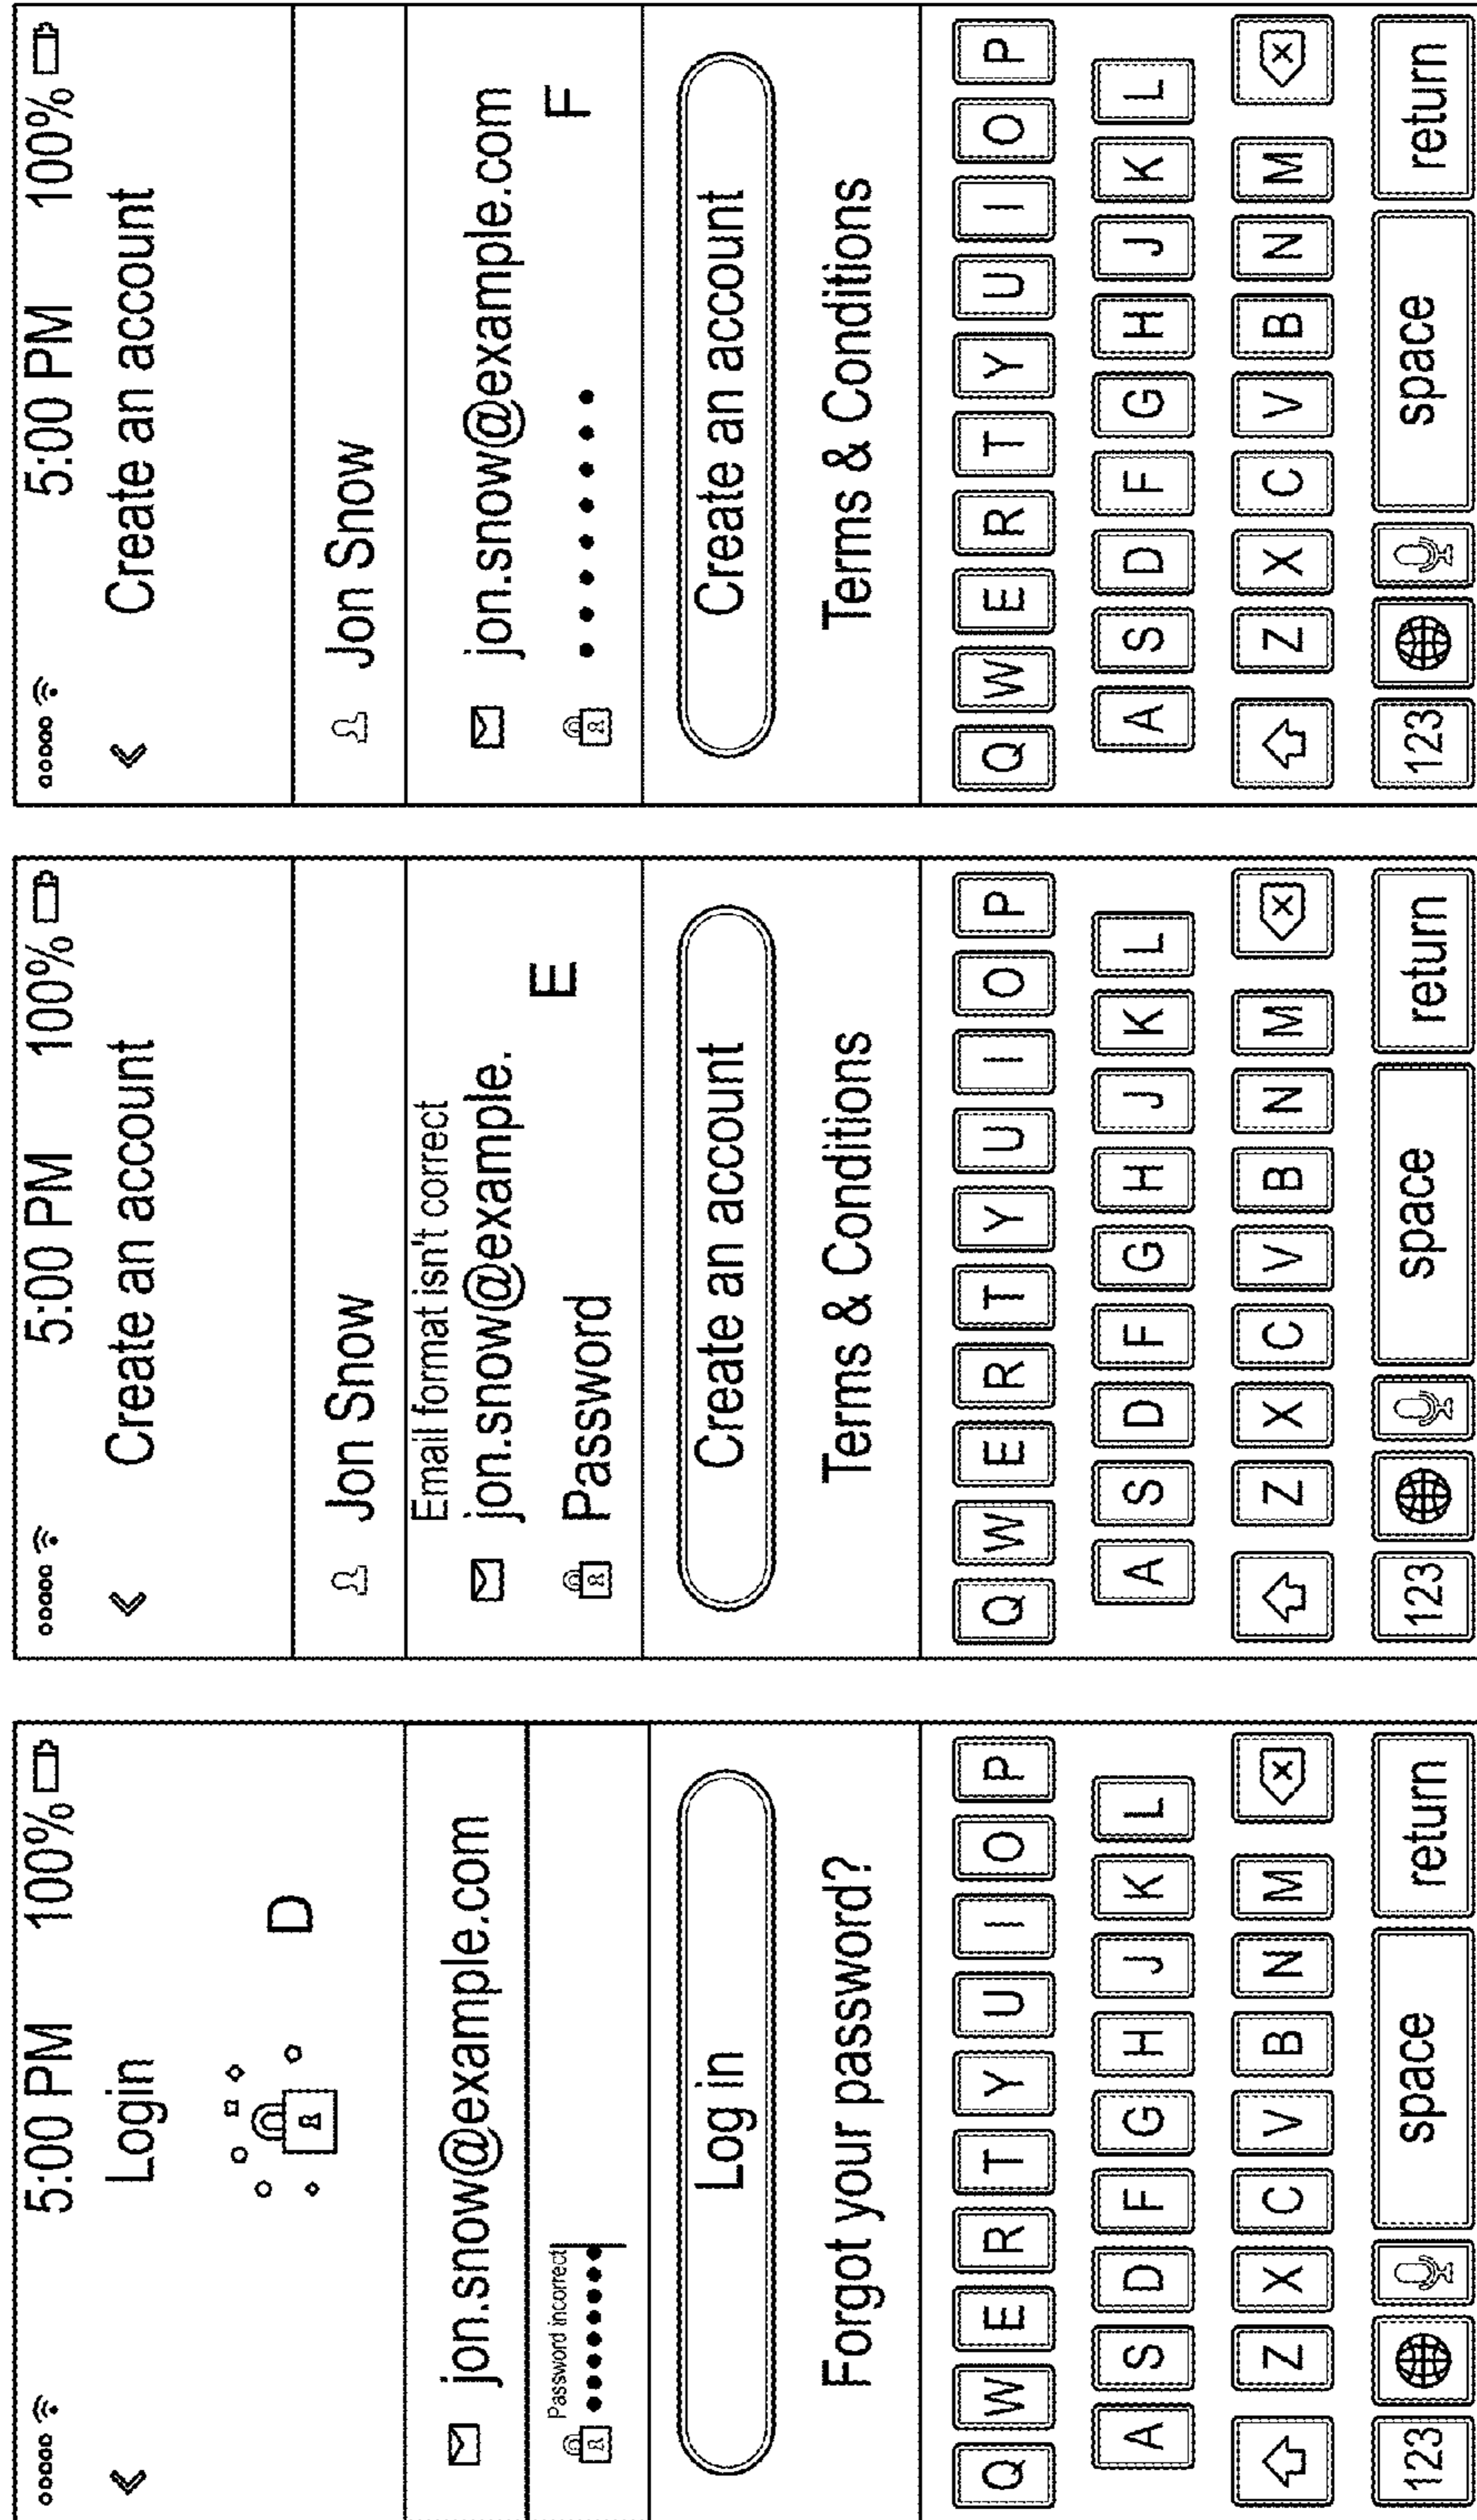 5:00 PM 100%
Login
D
jon.snow@example.com
Password incorrect
Log in
Forgot your password?
Q W E R T Y U I O P
A S D F G H J K L
Z X C V B N M
123 space return
5:00 PM 100%
Create an account
Jon Snow
Email format isn't correct
jon.snow@example.
Password E
Create an account
Terms & Conditions
Q W E R T Y U I O P
A S D F G H J K L
Z X C V B N M
123 space return
5:00 PM 100%
Create an account
Jon Snow
jon.snow@example.com
F
Create an account
Terms & Conditions
Q W E R T Y U I O P
A S D F G H J K L
Z X C V B N M
123 space return